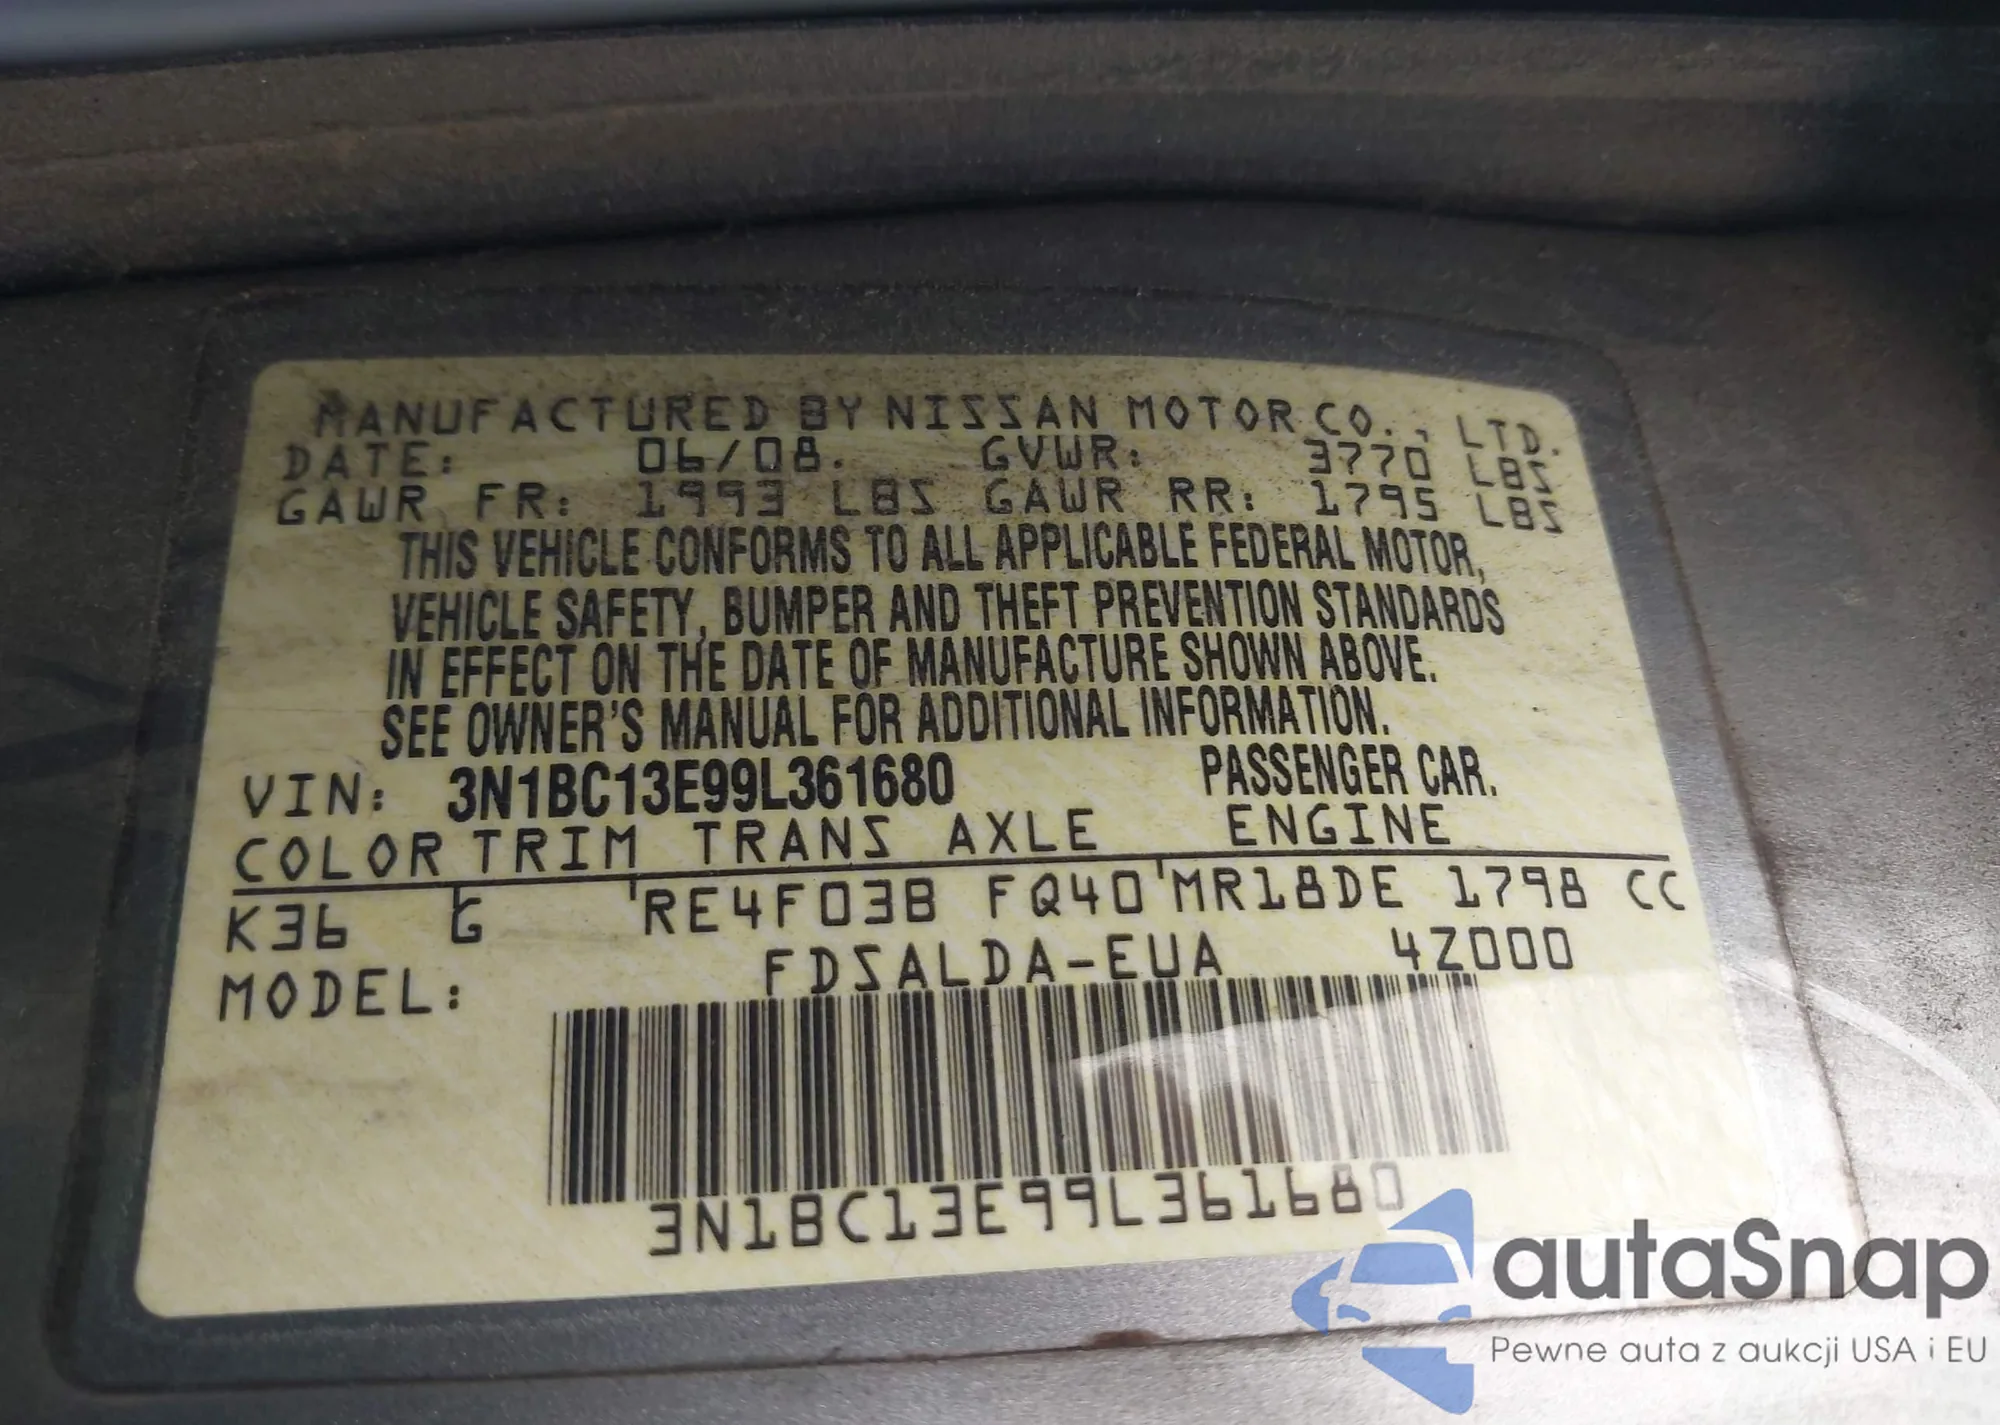 MANUFACTURED BY NISSAN MOTOR CO., LTD.
DATE: 06/08. GVWR: 3770 LBS
GAWR FR: 1993 LBS GAWR RR: 1795 LBS
THIS VEHICLE CONFORMS TO ALL APPLICABLE FEDERAL MOTOR,
VEHICLE SAFETY, BUMPER AND THEFT PREVENTION STANDARDS
IN EFFECT ON THE DATE OF MANUFACTURE SHOWN ABOVE.
SEE OWNER'S MANUAL FOR ADDITIONAL INFORMATION.
VIN: 3N1BC13E99L361680 PASSENGER CAR.
COLOR TRIM TRANS AXLE ENGINE
K36 G RE4F03B FQ40 MR18DE 1798 CC
MODEL: FDSALDA-EUA 4Z000
3N1BC13E99L361680
autaSnap
Pewne auta z aukcji USA i EU